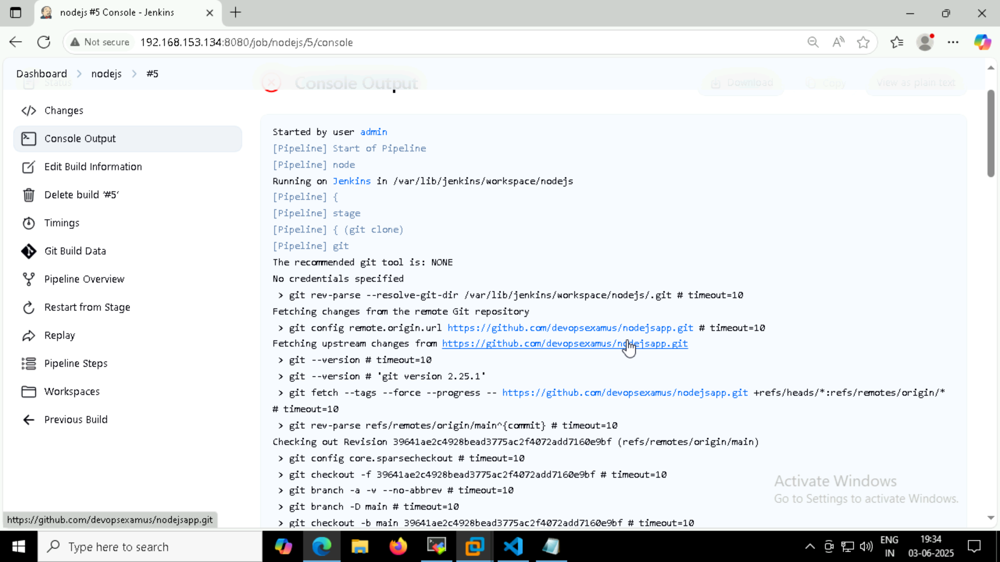 nodejs #5 Console - Jenkins
Not secure
192.168.153.134:8080/job/nodejs/5/console
Dashboard
nodejs
#5
Status
Changes
Console Output
Edit Build Information
Delete build ‘#5’
Timings
Git Build Data
Pipeline Overview
Restart from Stage
Replay
Pipeline Steps
Workspaces
Previous Build
Console Output
Download
Copy
View as plain text
Started by user admin
[Pipeline] Start of Pipeline
[Pipeline] node
Running on Jenkins in /var/lib/jenkins/workspace/nodejs
[Pipeline] {
[Pipeline] stage
[Pipeline] { (git clone)
[Pipeline] git
The recommended git tool is: NONE
No credentials specified
> git rev-parse --resolve-git-dir /var/lib/jenkins/workspace/nodejs/.git # timeout=10
Fetching changes from the remote Git repository
> git config remote.origin.url https://github.com/devopsexamus/nodejsapp.git # timeout=10
Fetching upstream changes from https://github.com/devopsexamus/nodejsapp.git
> git --version # timeout=10
> git --version # 'git version 2.25.1'
> git fetch --tags --force --progress -- https://github.com/devopsexamus/nodejsapp.git +refs/heads/*:refs/remotes/origin/*
# timeout=10
> git rev-parse refs/remotes/origin/main^{commit} # timeout=10
Checking out Revision 39641ae2c4928bead3775ac2f4072add7160e9bf (refs/remotes/origin/main)
> git config core.sparsecheckout # timeout=10
> git checkout -f 39641ae2c4928bead3775ac2f4072add7160e9bf # timeout=10
> git branch -a -v --no-abbrev # timeout=10
> git branch -D main # timeout=10
> git checkout -b main 39641ae2c4928bead3775ac2f4072add7160e9bf # timeout=10
Activate Windows
Go to Settings to activate Windows.
https://github.com/devopsexamus/nodejsapp.git
Type here to search
ENG
IN
19:34
03-06-2025